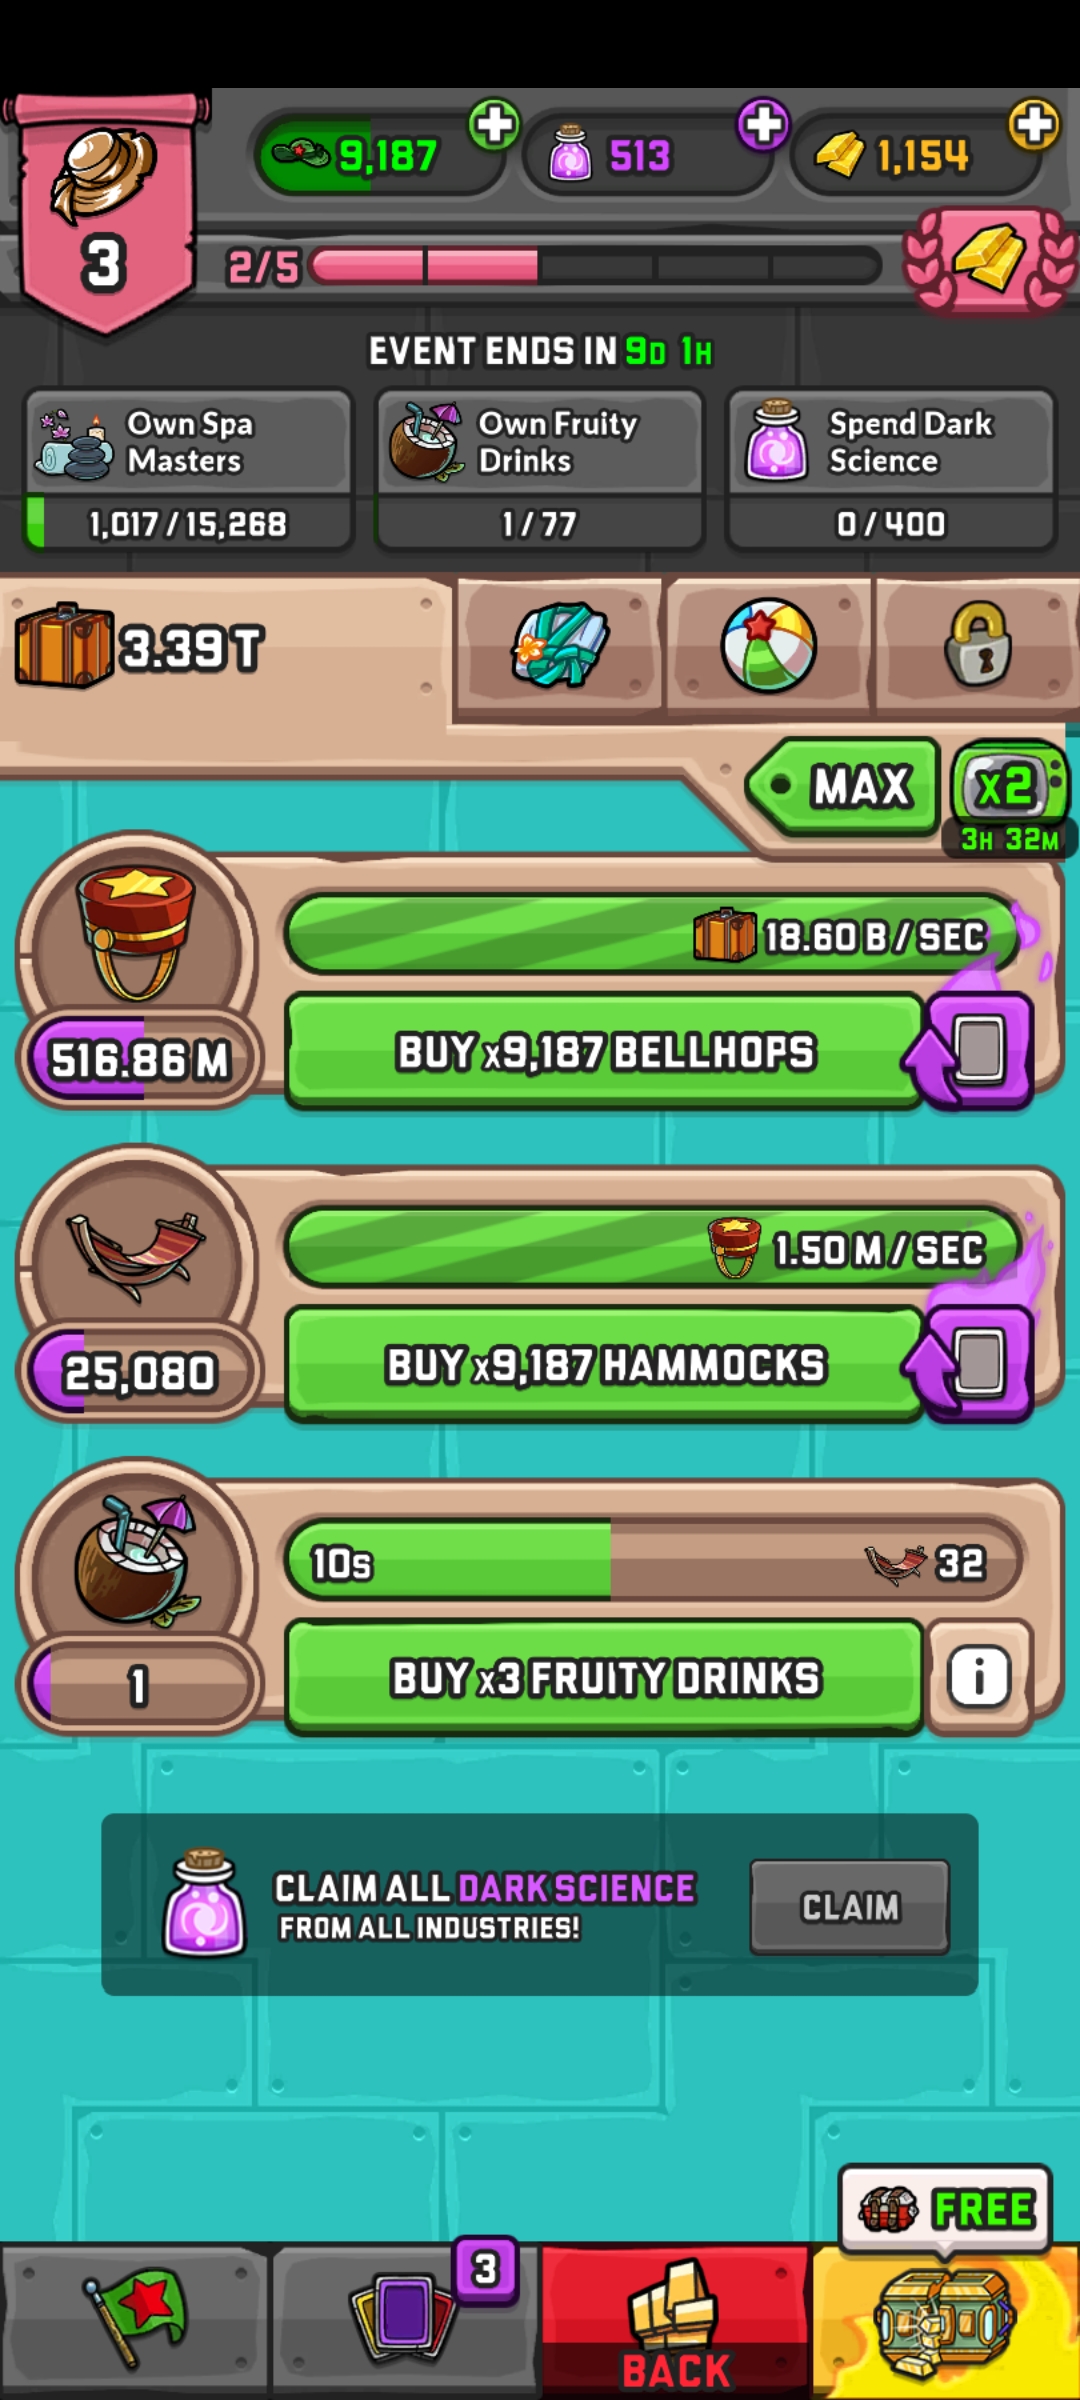 9,187
513
1,154
3
2/5
EVENT ENDS IN 9D 1H
Own Spa
Masters
1,017/15,268
Own Fruity
Drinks
1/77
Spend Dark
Science
0/400
3.39T
MAX
x2
3H 32M
18.60 B/SEC
516.86 M
BUY x9,187 BELLHOPS
1.50 M/SEC
25,080
BUY x9,187 HAMMOCKS
10s
32
1
BUY x3 FRUITY DRINKS
i
CLAIM ALL DARK SCIENCE
FROM ALL INDUSTRIES!
CLAIM
FREE
3
BACK